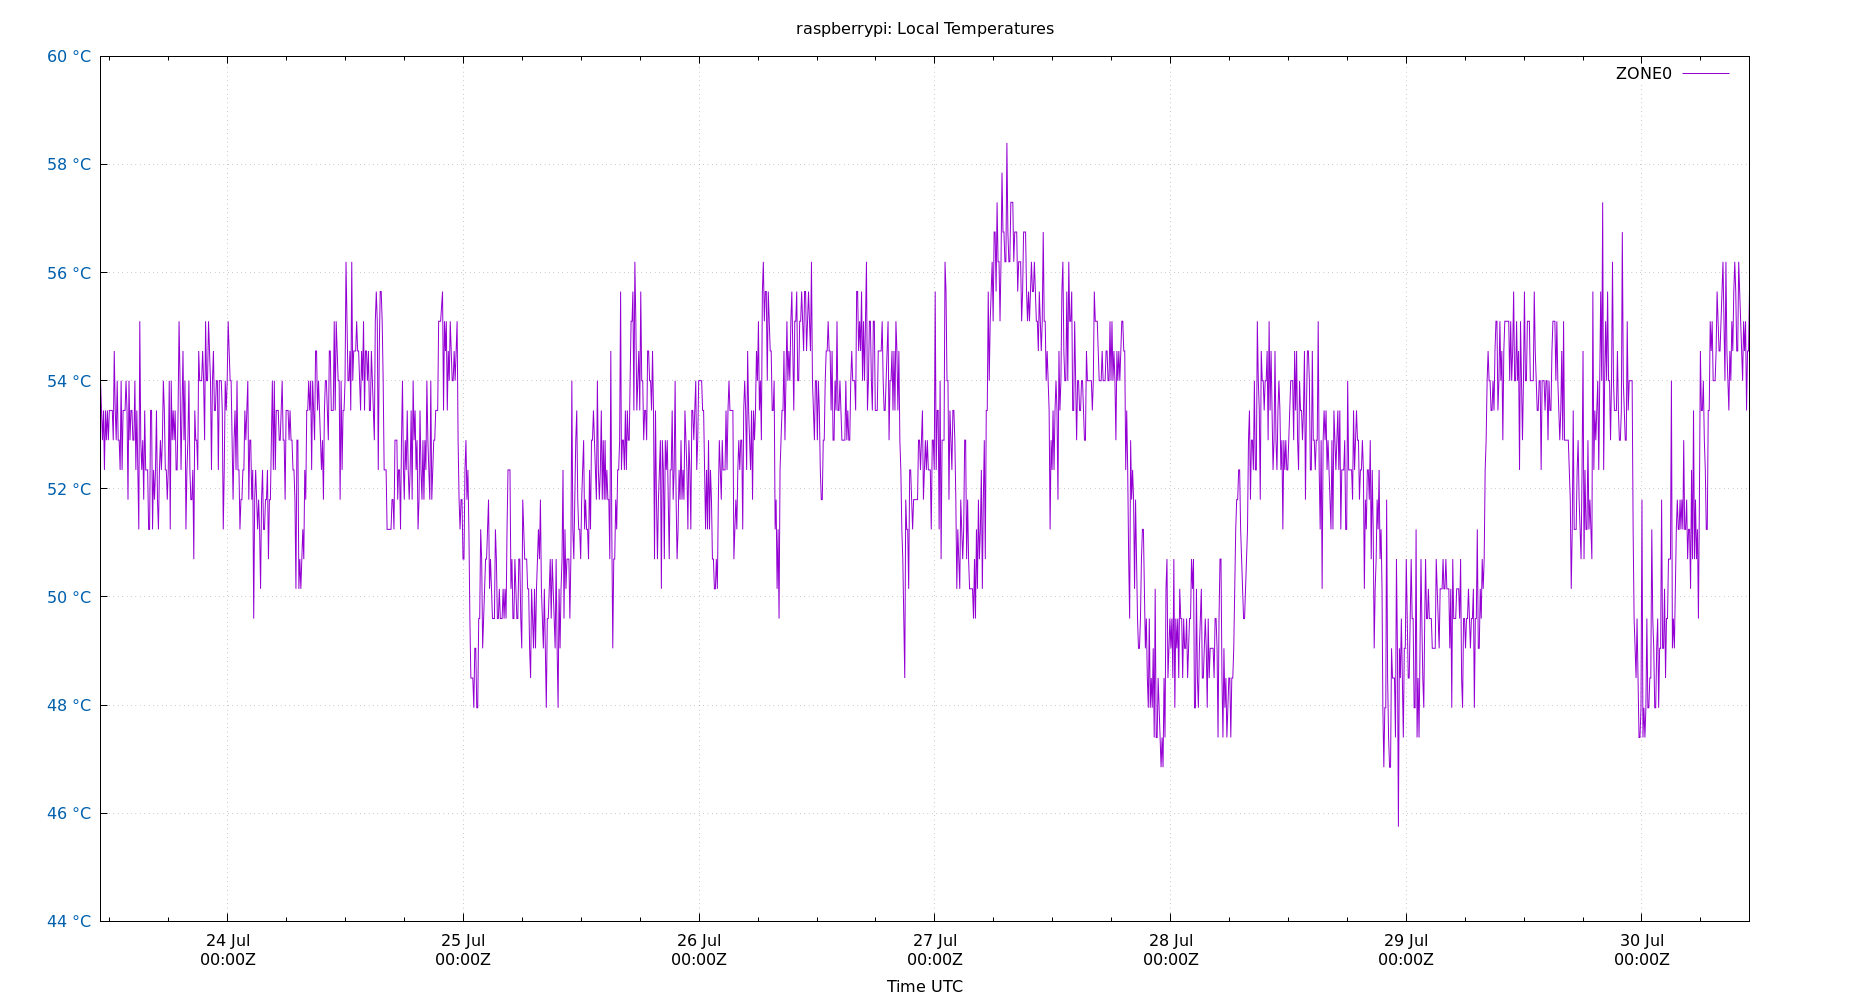 raspberrypi: Local Temperatures
60 °C
58 °C
56 °C
54 °C
52 °C
50 °C
48 °C
46 °C
44 °C
ZONE0
24 Jul
00:00Z
25 Jul
00:00Z
26 Jul
00:00Z
27 Jul
00:00Z
28 Jul
00:00Z
29 Jul
00:00Z
30 Jul
00:00Z
Time UTC